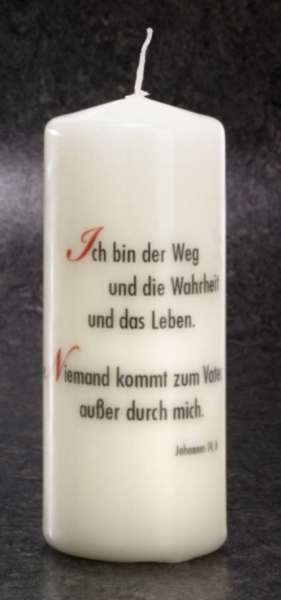 Ich bin der Weg
und die Wahrheit
und das Leben.
Niemand kommt zum Vater
außer durch mich.
Johannes 14, 6